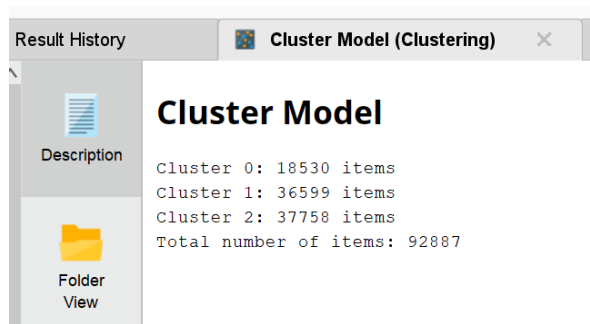 Result History
Cluster Model (Clustering)
Description
Folder
View
Cluster Model
Cluster 0: 18530 items
Cluster 1: 36599 items
Cluster 2: 37758 items
Total number of items: 92887